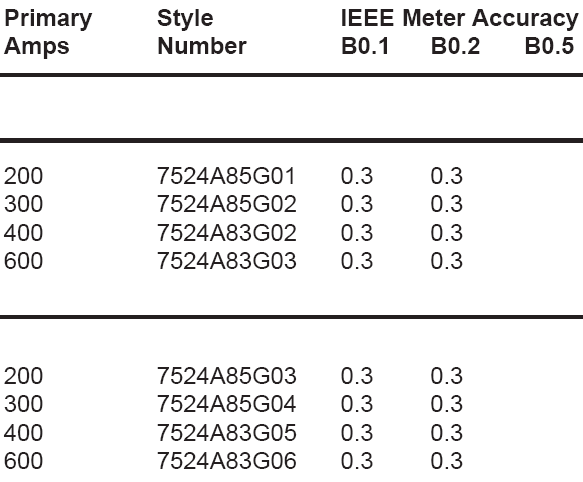 Primary Style IEEE Meter Accuracy
Amps Number B0.1 B0.2 B0.5
200 7524A85G01 0.3 0.3
300 7524A85G02 0.3 0.3
400 7524A83G02 0.3 0.3
600 7524A83G03 0.3 0.3
200 7524A85G03 0.3 0.3
300 7524A85G04 0.3 0.3
400 7524A83G05 0.3 0.3
600 7524A83G06 0.3 0.3